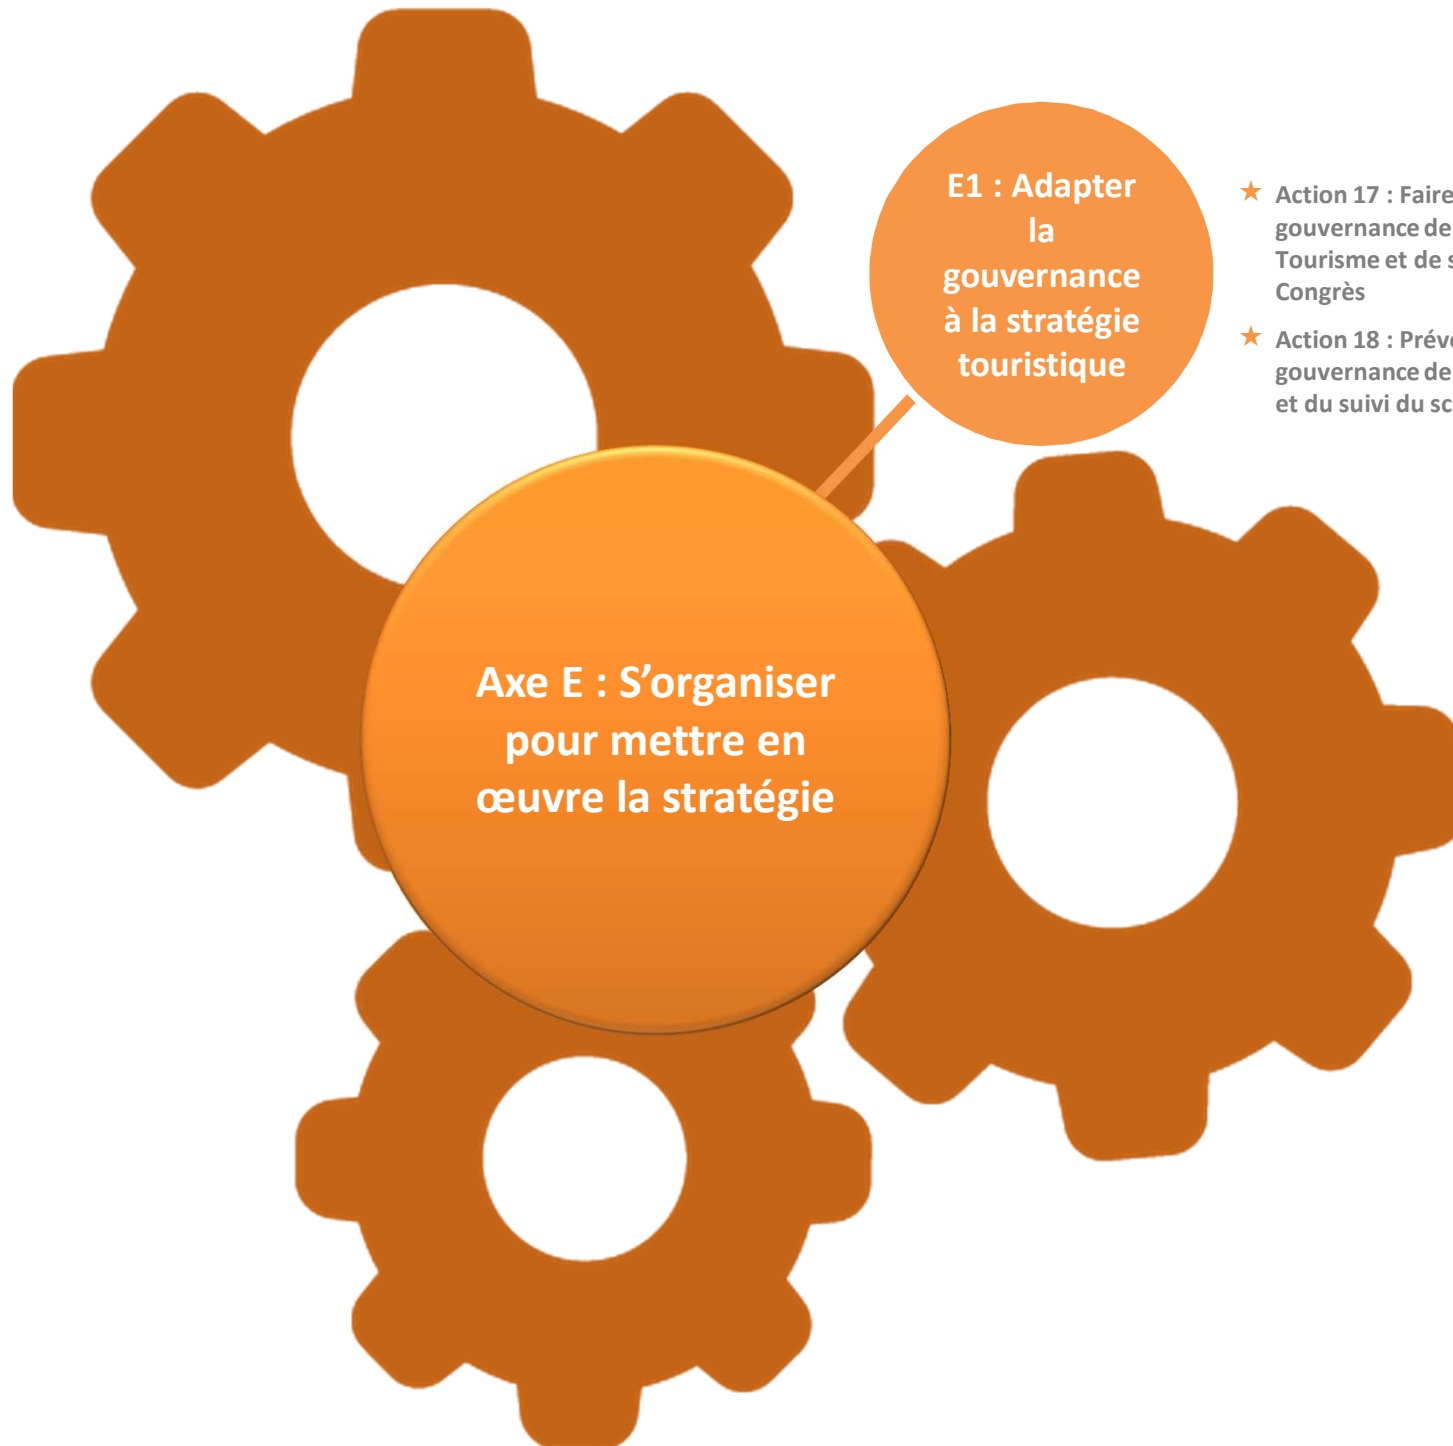 E1 : Adapter
la
gouvernance
à la stratégie
touristique
Action 17 : Faire
gouvernance de
Tourisme et de
Congrès
Action 18 :
gouvernance de
et du suivi du
Axe E : S’organiser
pour mettre en
œuvre la stratégie